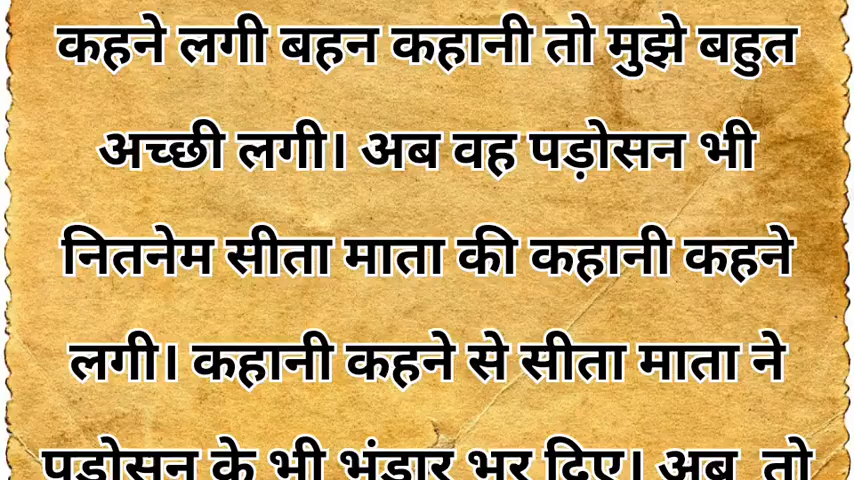 कहने लगी बहन कहानी तो मुझे बहुत
अच्छी लगी। अब वह पड़ोसन भी
नितनेम सीता माता की कहानी कहने
लगी। कहानी कहने से सीता माता ने
पड़ोसन के भी भंडार भर दिए। अब तो